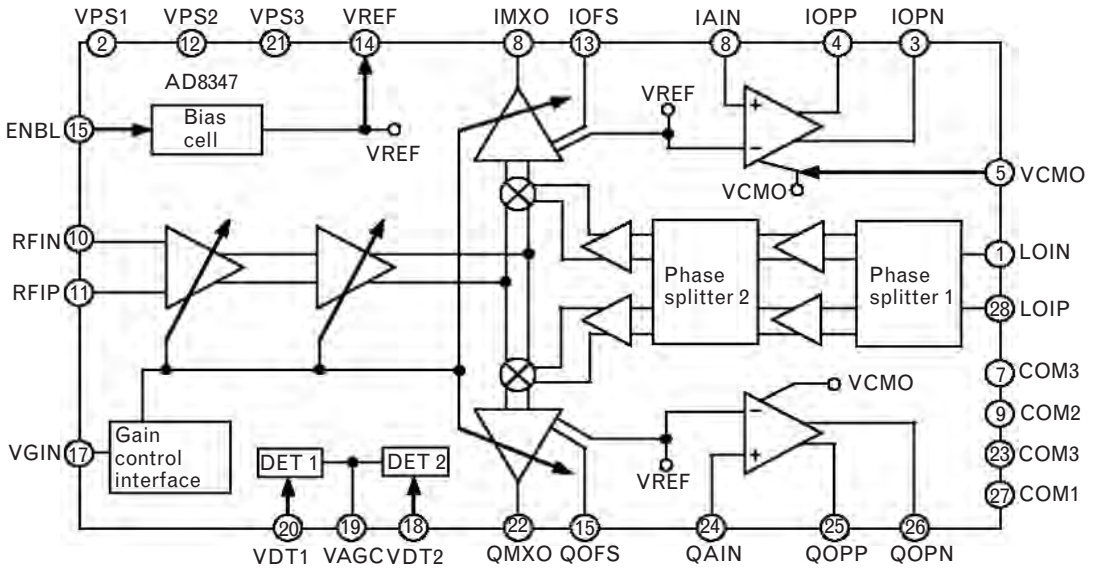 VPS1 VPS2 VPS3 VREF IMXO IOFS IAIN IOPP IOPN
2 12 21 14 8 13 8 4 3
AD8347
ENBL 15
Bias
cell
VREF
VREF
+
−
VCMO
5 VCMO
RFIN 10
RFIP 11
Phase
splitter 2
Phase
splitter 1
1 LOIN
28 LOIP
7 COM3
9 COM2
23 COM3
27 COM1
VCMO
−
+
VREF
VGIN 17
Gain
control
interface
DET 1
DET 2
20 19 18 22 15 24 25 26
VDT1 VAGC VDT2 QMXO QOFS QAIN QOPP QOPN